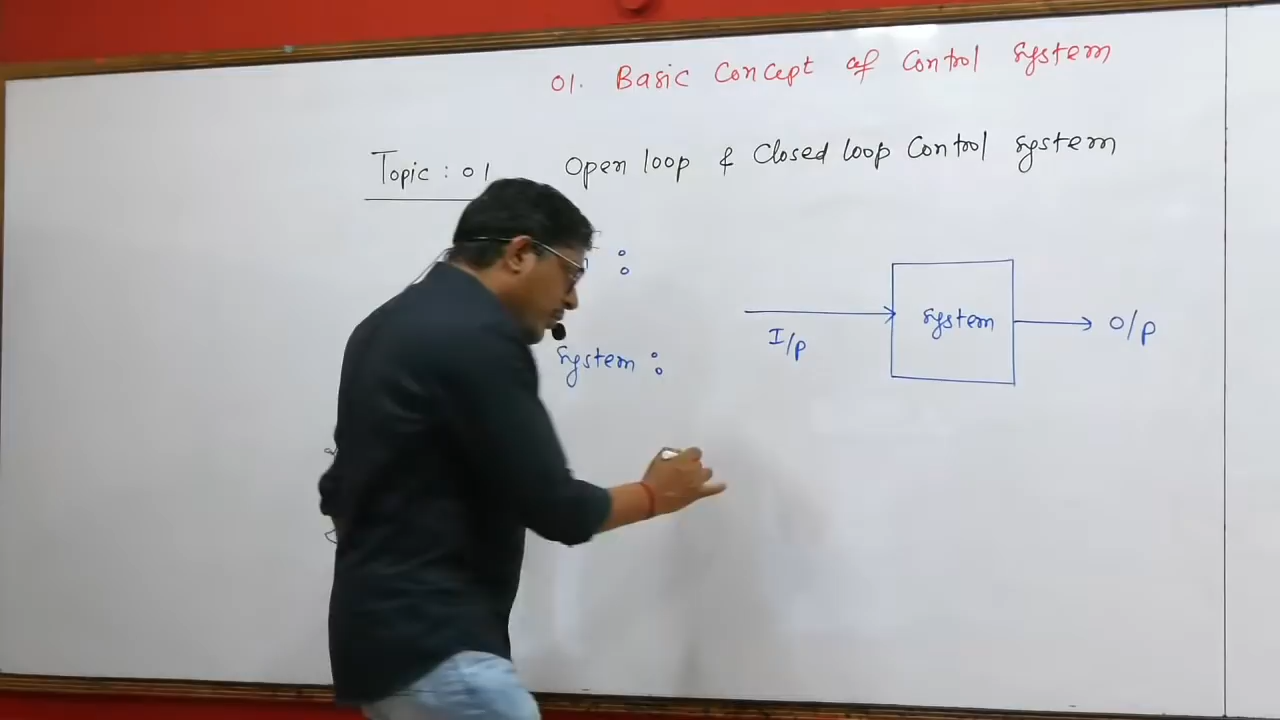 01. Basic Concept of Control System
Topic : 01 Open loop & Closed loop Control System
:
System :
I/p
System
O/p